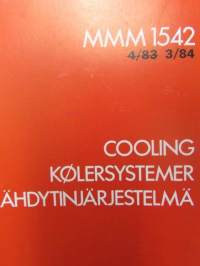 MMM 1542
4/83 3/84
COOLING
KØLERSYSTEMER
ÄHDYTINJÄRJESTELMÄ